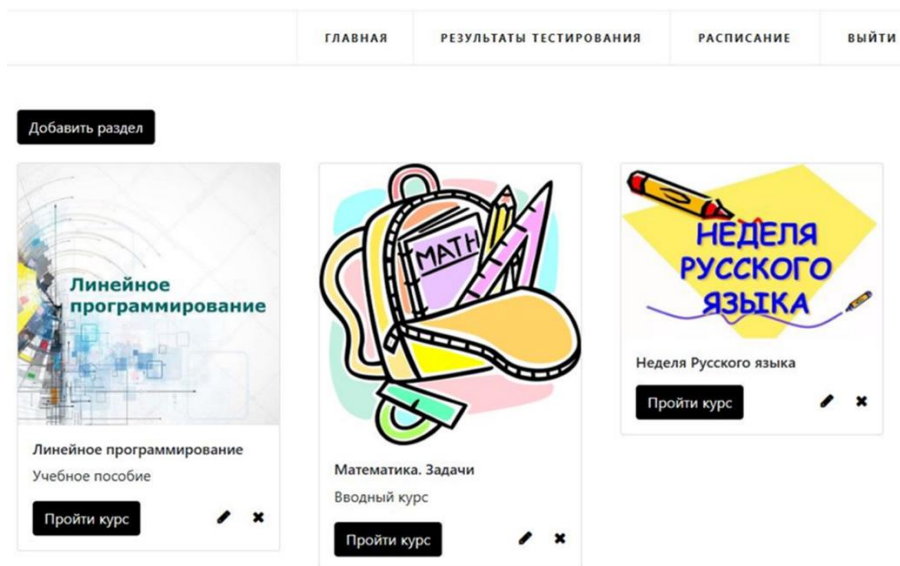 ГЛАВНАЯ
РЕЗУЛЬТАТЫ ТЕСТИРОВАНИЯ
РАСПИСАНИЕ
ВЫЙТИ
Добавить раздел
Линейное
программирование
Линейное программирование
Учебное пособие
Пройти курс
MATH
Математика. Задачи
Вводный курс
Пройти курс
НЕДЕЛЯ
РУССКОГО
ЯЗЫКА
Неделя Русского языка
Пройти курс